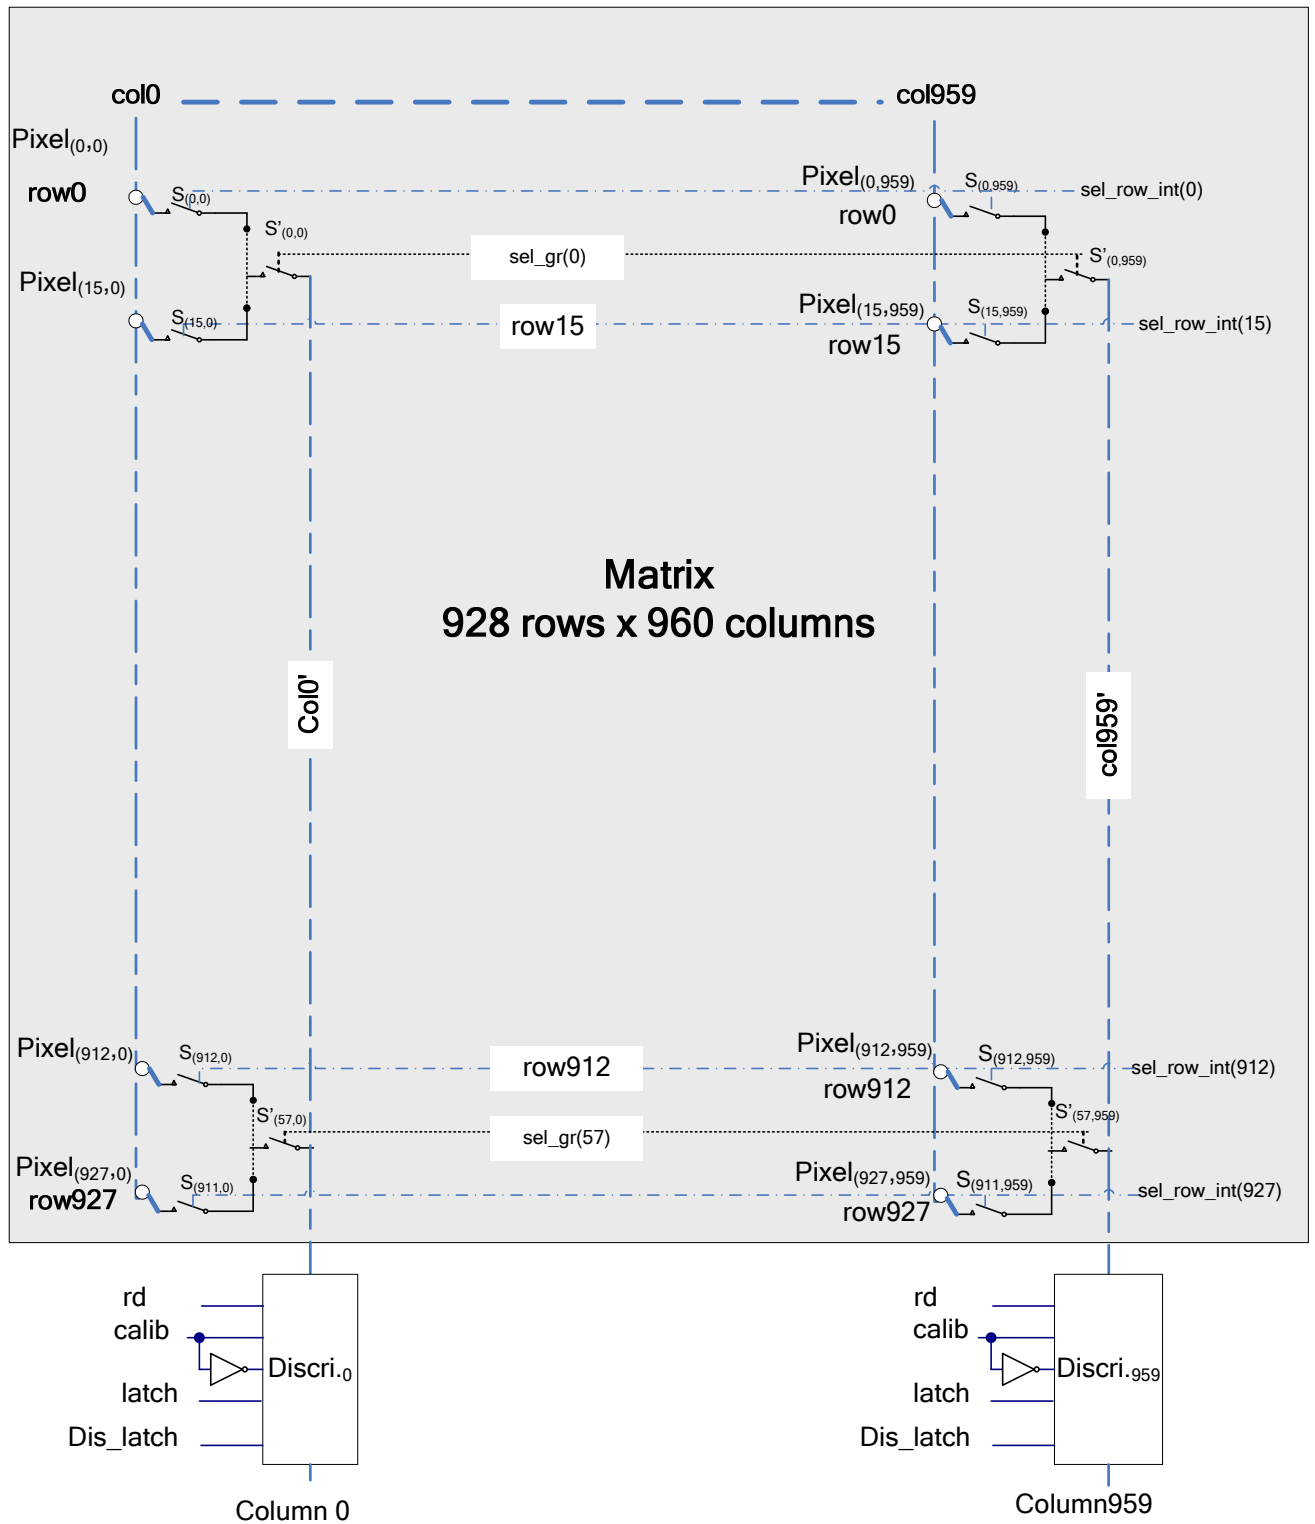 col0
col959
Pixel(0,0)
row0
S(0,0)
S'(0,0)
Pixel(0,959)
row0
S(0,959)
sel_row_int(0)
sel_gr(0)
S'(0,959)
Pixel(15,0)
S(15,0)
row15
Pixel(15,959)
row15
S(15,959)
sel_row_int(15)
Matrix
928 rows x 960 columns
Col0'
col959'
Pixel(912,0)
S(912,0)
row912
Pixel(912,959)
row912
S(912,959)
sel_row_int(912)
S'(57,0)
sel_gr(57)
S'(57,959)
Pixel(927,0)
row927
S(911,0)
Pixel(927,959)
row927
S(911,959)
sel_row_int(927)
rd
calib
Discri.0
latch
Dis_latch
Column 0
rd
calib
Discri.959
latch
Dis_latch
Column959